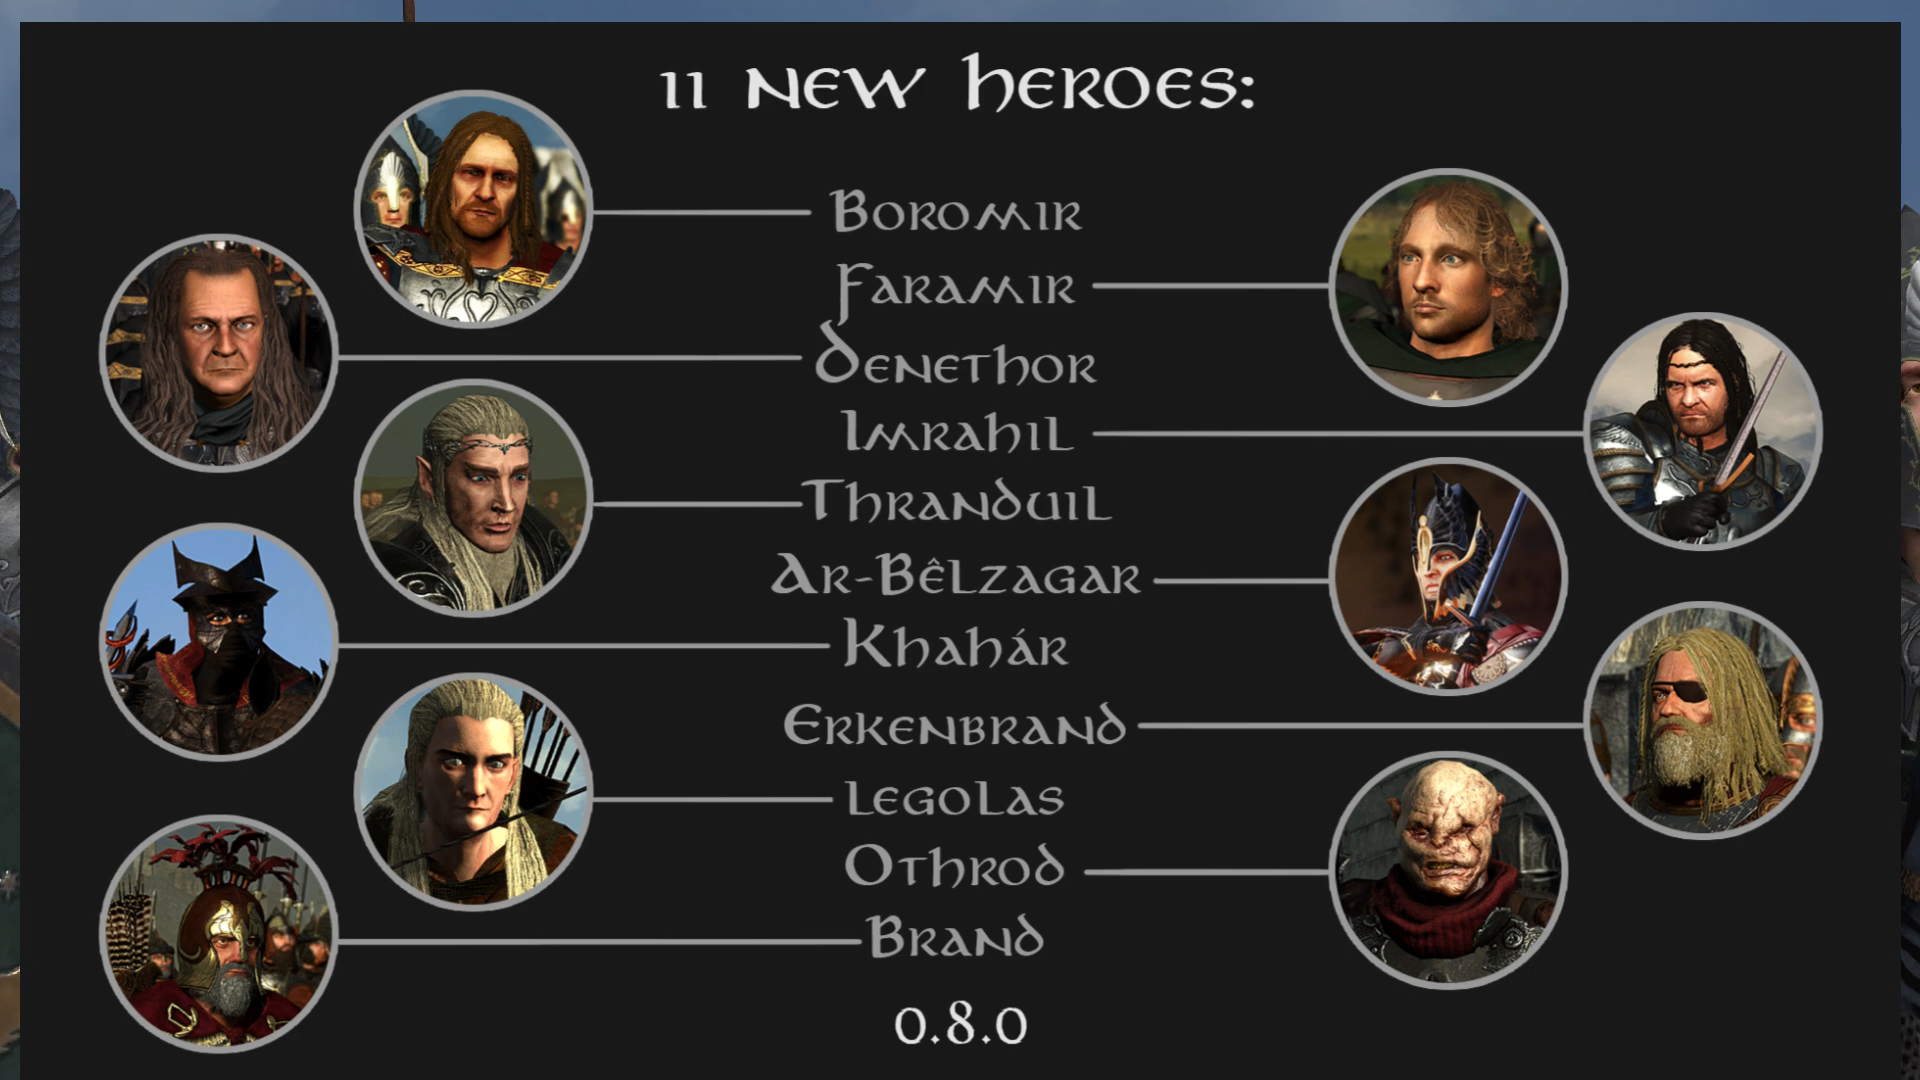 11 New Heroes:
Boromir
Faramir
Denethor
Imrahil
Thranduil
Ar-Bêlzagar
Khahár
Erkenbrand
Legolas
Othrod
Brand
0.8.0